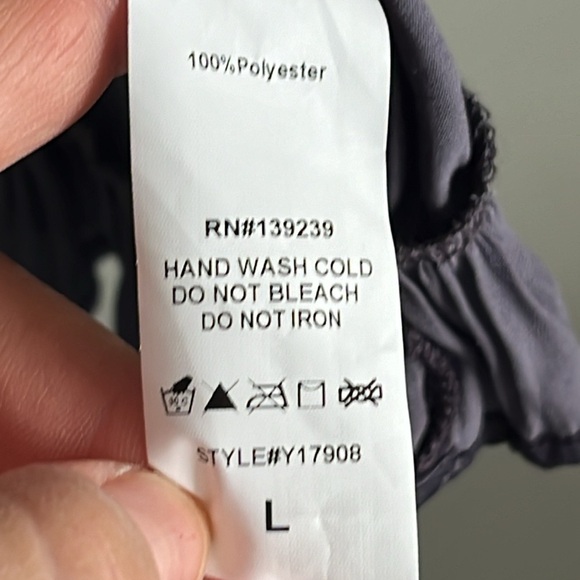 100%Polyester
RN#139239
HAND WASH COLD
DO NOT BLEACH
DO NOT IRON
STYLE#Y17908
L